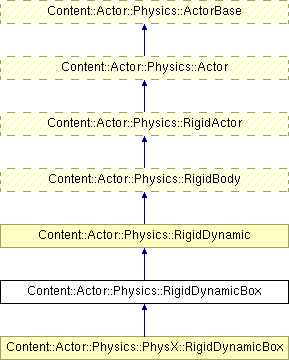 Content::Actor::Physics::ActorBase
Content::Actor::Physics::Actor
Content::Actor::Physics::RigidActor
Content::Actor::Physics::RigidBody
Content::Actor::Physics::RigidDynamic
Content::Actor::Physics::RigidDynamicBox
Content::Actor::Physics::PhysX::RigidDynamicBox